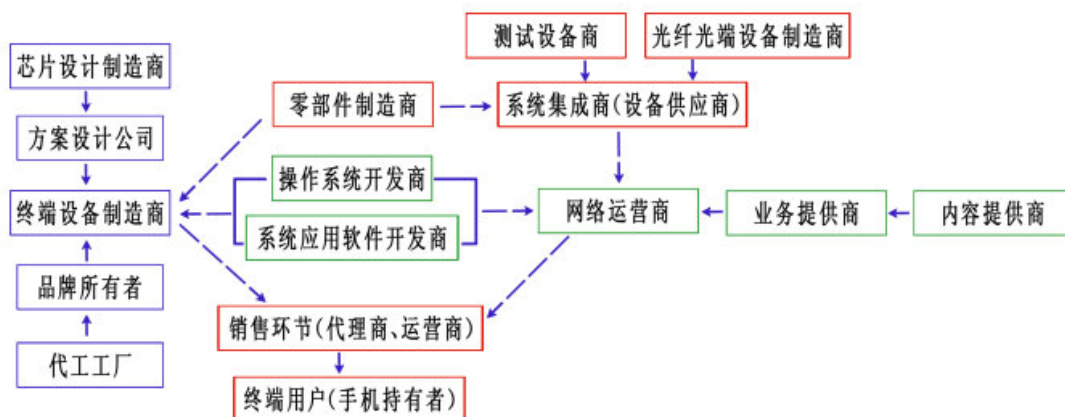 测试设备商
光纤光端设备制造商
芯片设计制造商
零部件制造商
系统集成商(设备供应商)
方案设计公司
操作系统开发商
终端设备制造商
网络运营商
业务提供商
内容提供商
系统应用软件开发商
品牌所有者
销售环节(代理商、运营商)
代工工厂
终端用户(手机持有者)